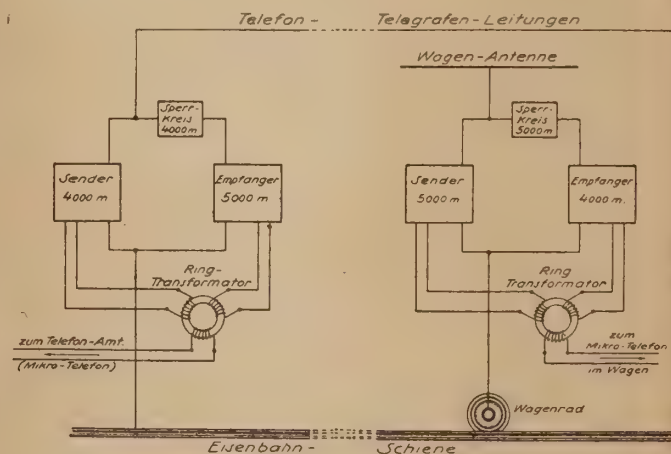 Telefon - Telegrafen - Leitungen
Wagen - Antenne
Sperr-
Kreis
4000 m
Sperr-
Kreis
5000 m
Sender
4000 m
Empfänger
5000 m
Sender
5000 m
Empfänger
4000 m.
Ring-
Transformator
Ring
Transformator
zum Telefon-Amt.
(Mikro-Telefon)
zum
Mikro-Telefon
im Wagen
Wagenrad
Eisenbahn - Schiene